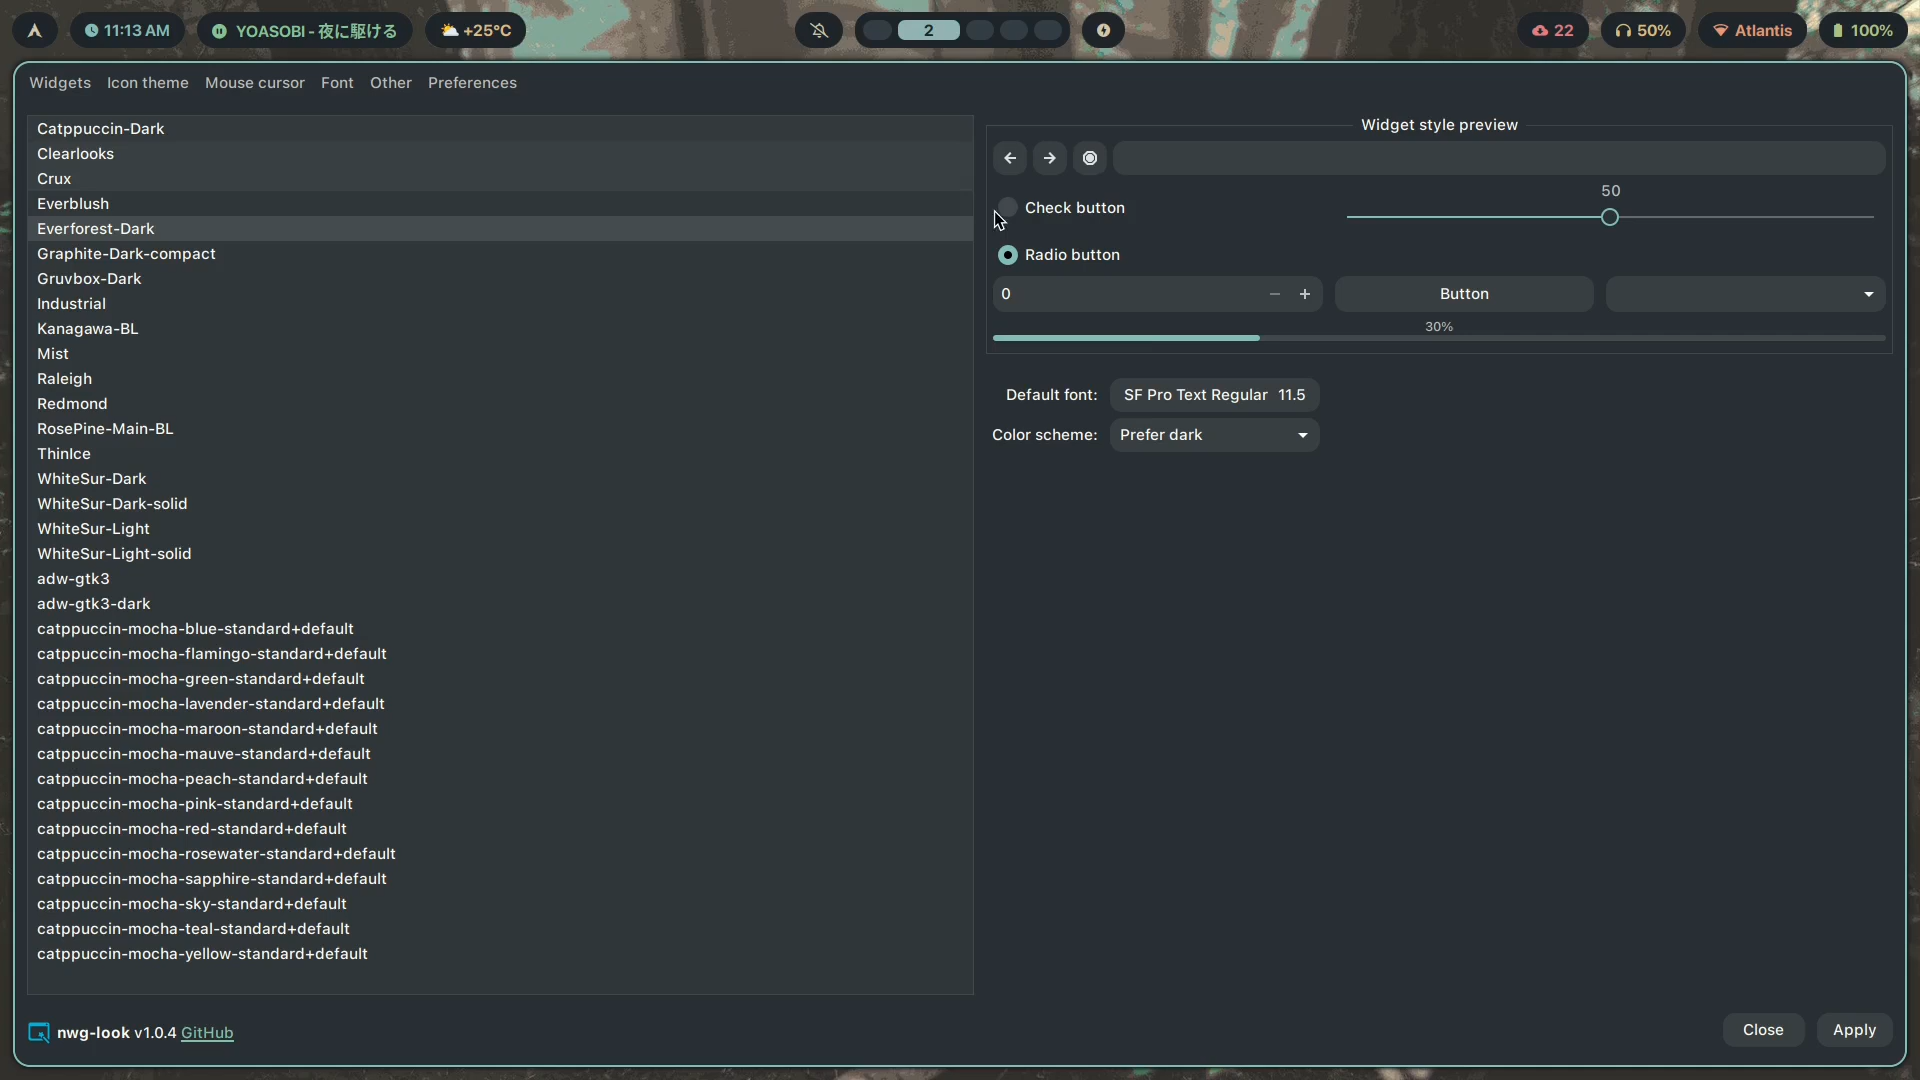 11:13 AM
YOASOBI - 夜に駆ける
+25°C
2
22
50%
Atlantis
100%
Widgets Icon theme Mouse cursor Font Other Preferences
Catppuccin-Dark
Clearlooks
Crux
Everblush
Everforest-Dark
Graphite-Dark-compact
Gruvbox-Dark
Industrial
Kanagawa-BL
Mist
Raleigh
Redmond
RosePine-Main-BL
ThinIce
WhiteSur-Dark
WhiteSur-Dark-solid
WhiteSur-Light
WhiteSur-Light-solid
adw-gtk3
adw-gtk3-dark
catppuccin-mocha-blue-standard+default
catppuccin-mocha-flamingo-standard+default
catppuccin-mocha-green-standard+default
catppuccin-mocha-lavender-standard+default
catppuccin-mocha-maroon-standard+default
catppuccin-mocha-mauve-standard+default
catppuccin-mocha-peach-standard+default
catppuccin-mocha-pink-standard+default
catppuccin-mocha-red-standard+default
catppuccin-mocha-rosewater-standard+default
catppuccin-mocha-sapphire-standard+default
catppuccin-mocha-sky-standard+default
catppuccin-mocha-teal-standard+default
catppuccin-mocha-yellow-standard+default
Widget style preview
Check button
50
Radio button
0
Button
30%
Default font: SF Pro Text Regular 11.5
Color scheme: Prefer dark
nwg-look v1.0.4 GitHub
Close
Apply